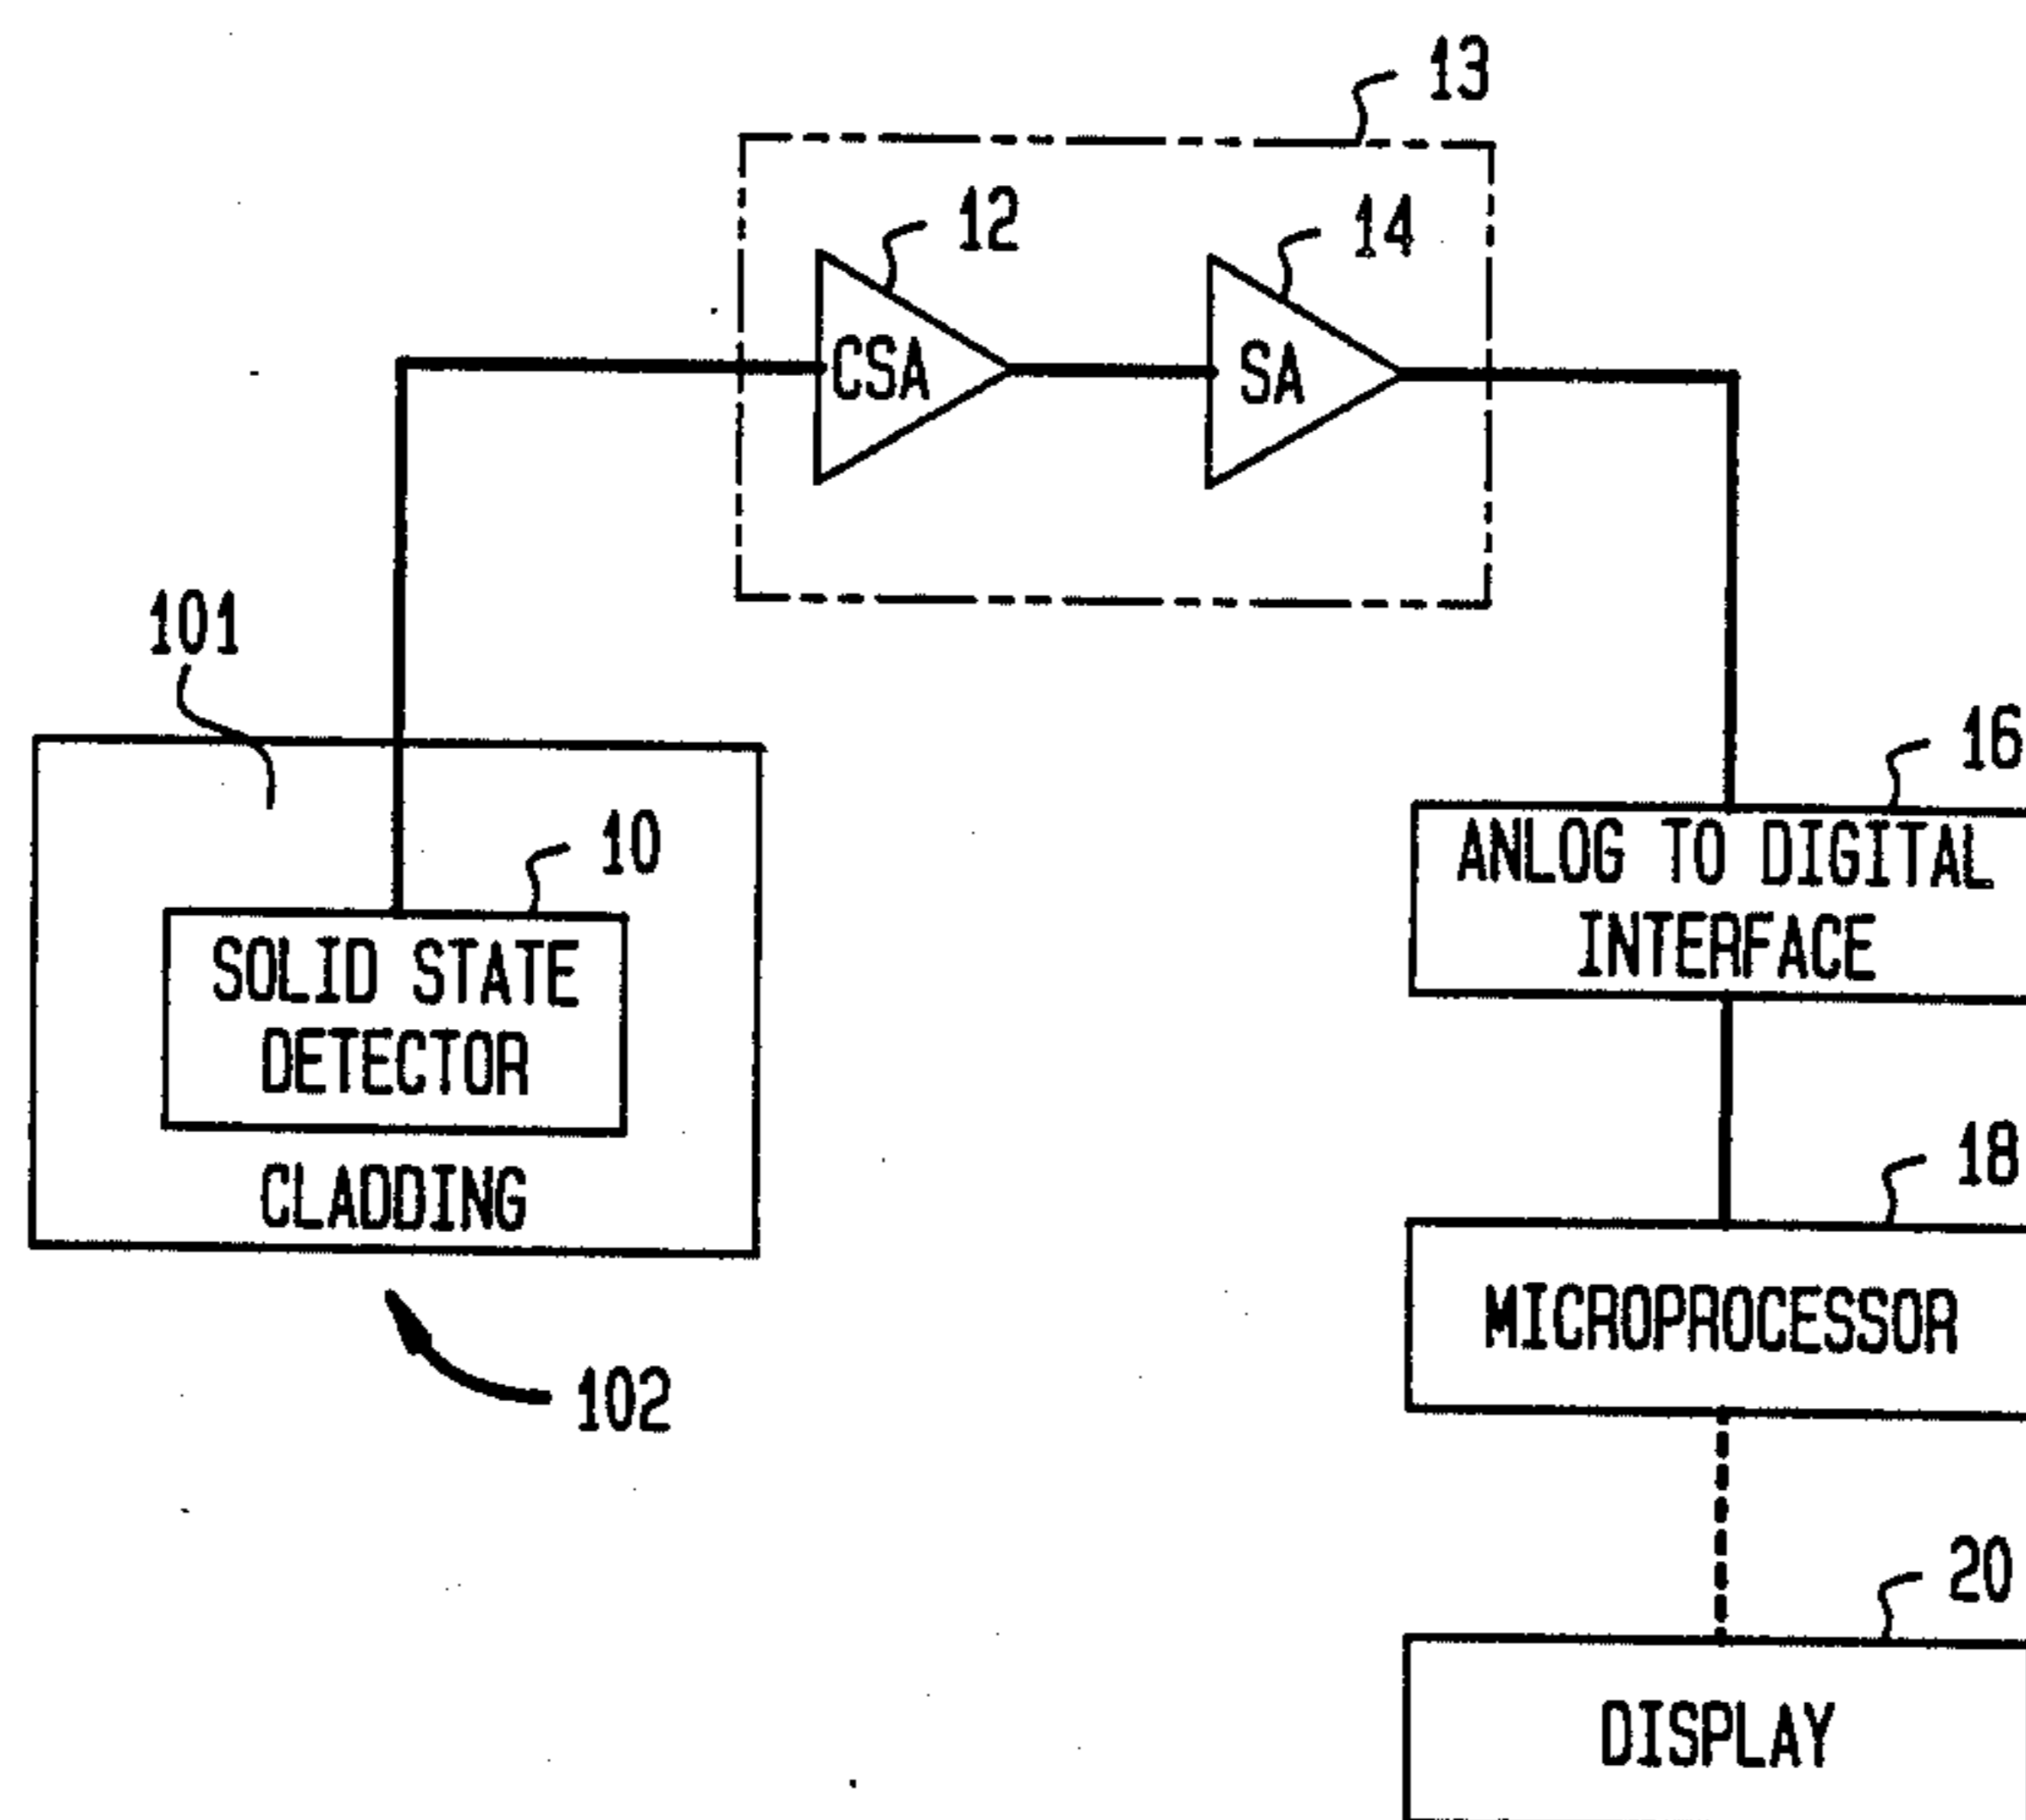 13
12
14
CSA
SA
101
16
10
ANLOG TO DIGITAL
INTERFACE
SOLID STATE
DETECTOR
CLADDING
18
MICROPROCESSOR
102
20
DISPLAY